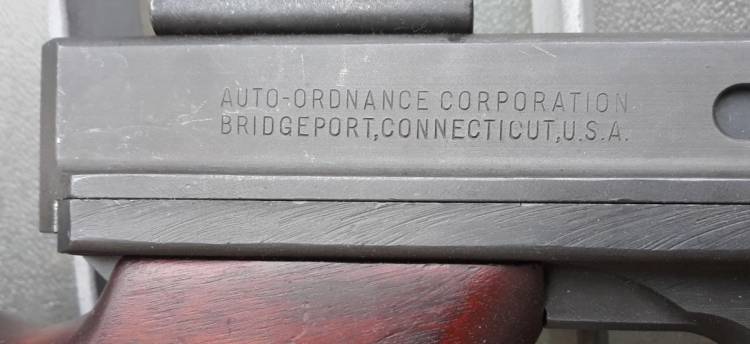 AUTO-ORDNANCE CORPORATION
BRIDGEPORT,CONNECTICUT,U.S.A.